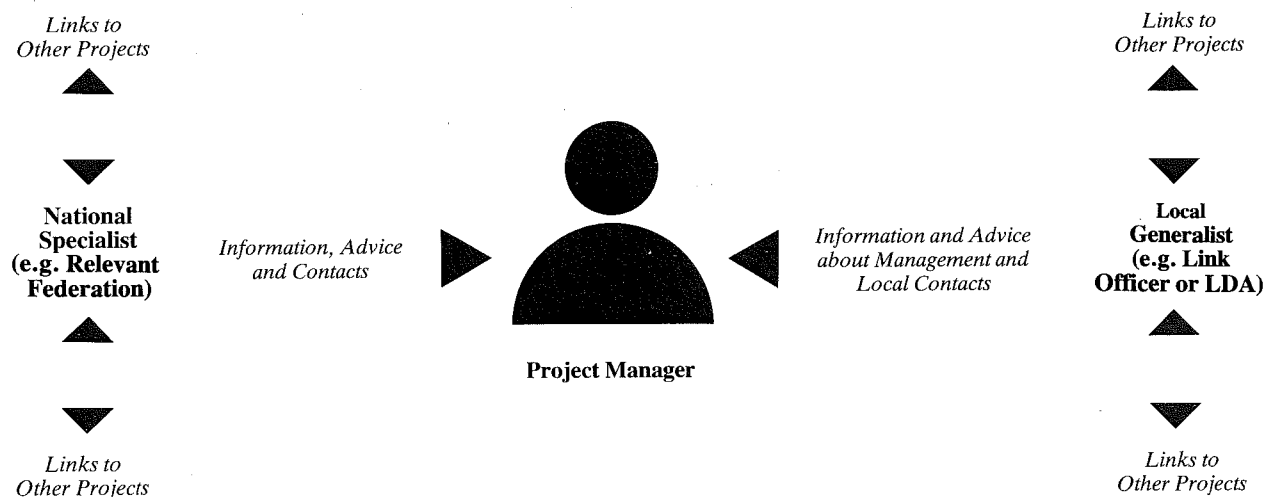 Links to
Other Projects
National
Specialist
(e.g. Relevant
Federation)
Links to
Other Projects
Information, Advice
and Contacts
Project Manager
Information and Advice
about Management and
Local Contacts
Links to
Other Projects
Local
Generalist
(e.g. Link
Officer or LDA)
Links to
Other Projects